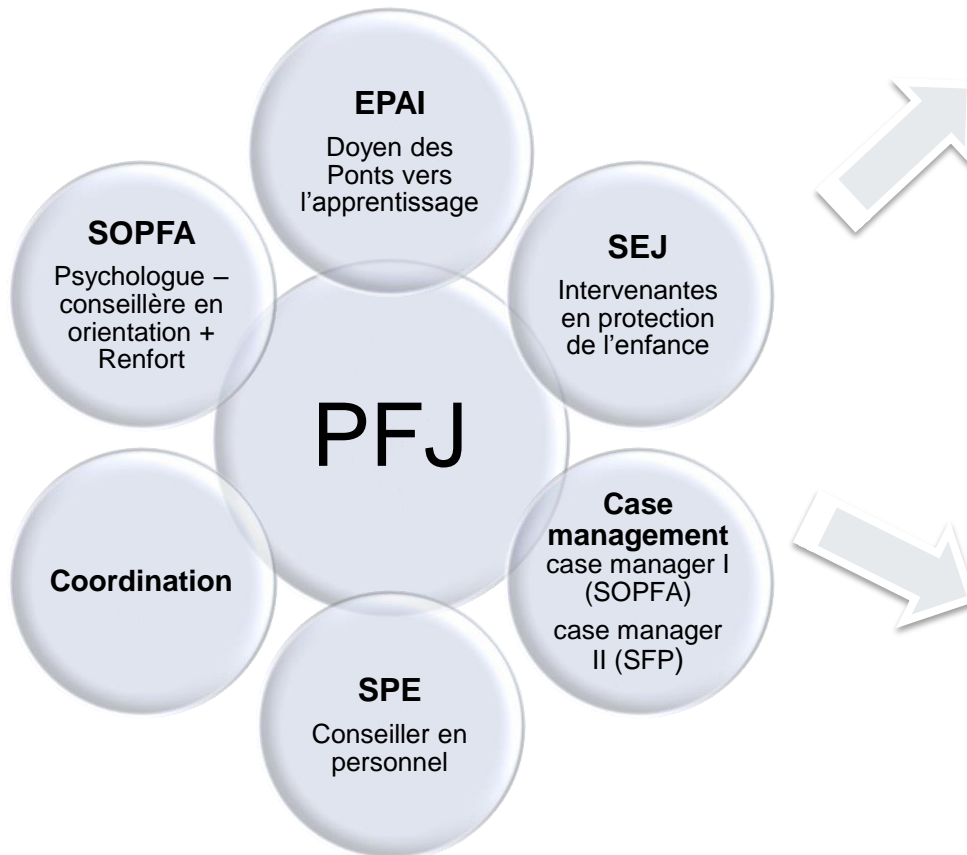 EPAI
Doyen des
Ponts vers
l'apprentissage
SOPFA
Psychologue –
conseillère en
orientation +
Renfort
SEJ
Intervenantes
en protection
de l'enfance
PFJ
Case
management
case manager I
(SOPFA)
case manager
II (SFP)
Coordination
SPE
Conseiller en
personnel